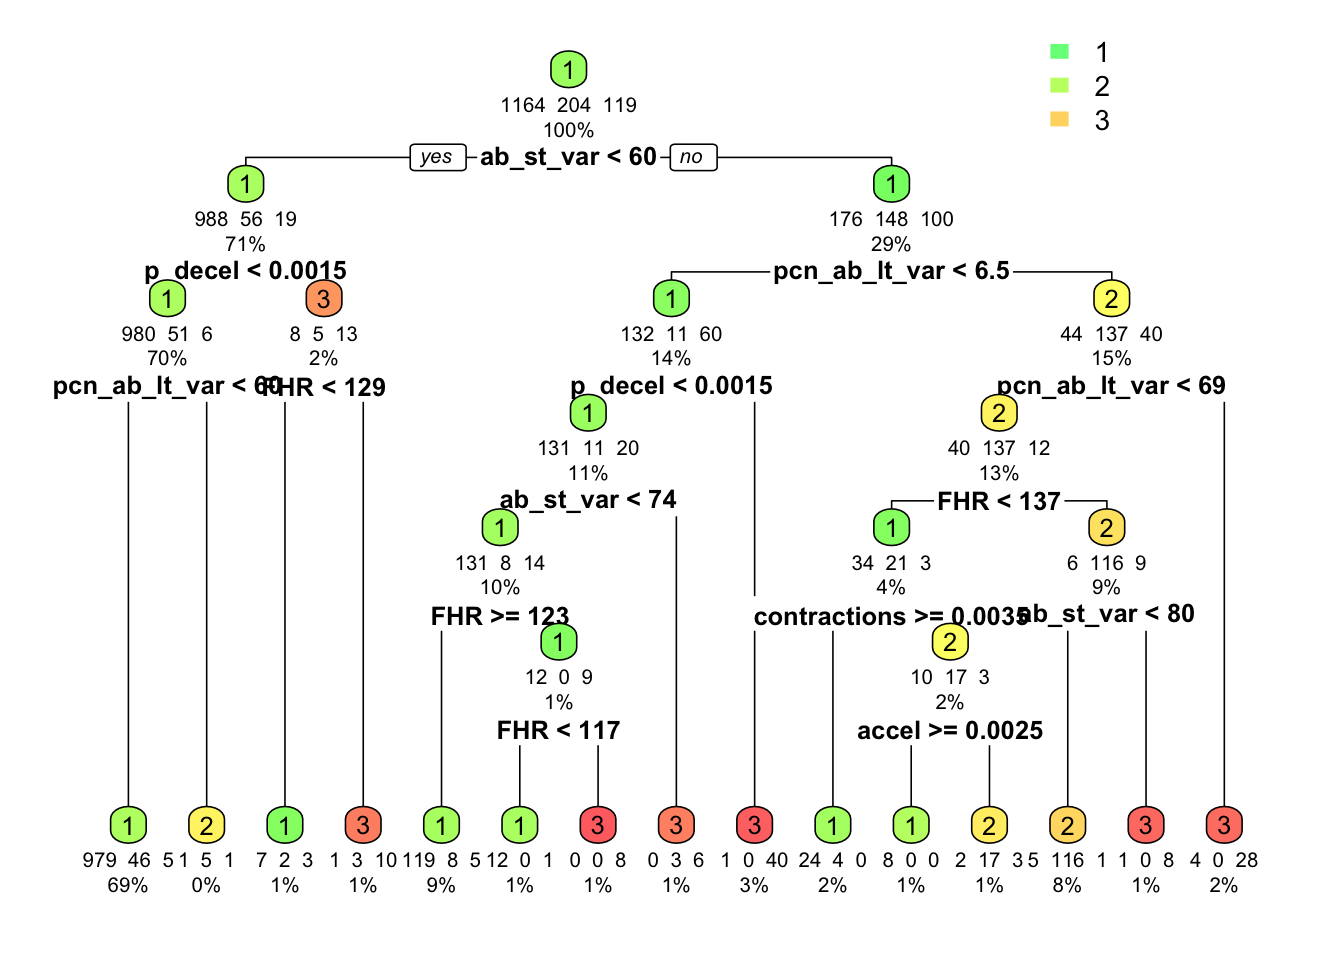 1
1
2
3
1164 204 119
100%
yes ab_st_var < 60 no
1 1
988 56 19 176 148 100
71% 29%
p_decel < 0.0015 pcn_ab_lt_var < 6.5
1 3 1 2
980 51 6 8 5 13 132 11 60 44 137 40
70% 2% 14% 15%
pcn_ab_lt_var < 60 FHR < 129 p_decel < 0.0015 pcn_ab_lt_var < 69
1 2
131 11 20 40 137 12
11% 13%
ab_st_var < 74 FHR < 137
1 1 2
131 8 14 34 21 3 6 116 9
10% 4% 9%
FHR >= 123 contractions >= 0.0035 ab_st_var < 80
1 2
12 0 9 10 17 3
1% 2%
FHR < 117 accel >= 0.0025
1 2 1 3 1 1 3 3 3 1 1 2 2 3 3
979 46 5 1 5 1 7 2 3 1 3 10 119 8 5 12 0 1 0 0 8 0 3 6 1 0 40 24 4 0 8 0 0 2 17 3 5 116 1 1 0 8 4 0 28
69% 0% 1% 1% 9% 1% 1% 1% 3% 2% 1% 1% 8% 1% 2%